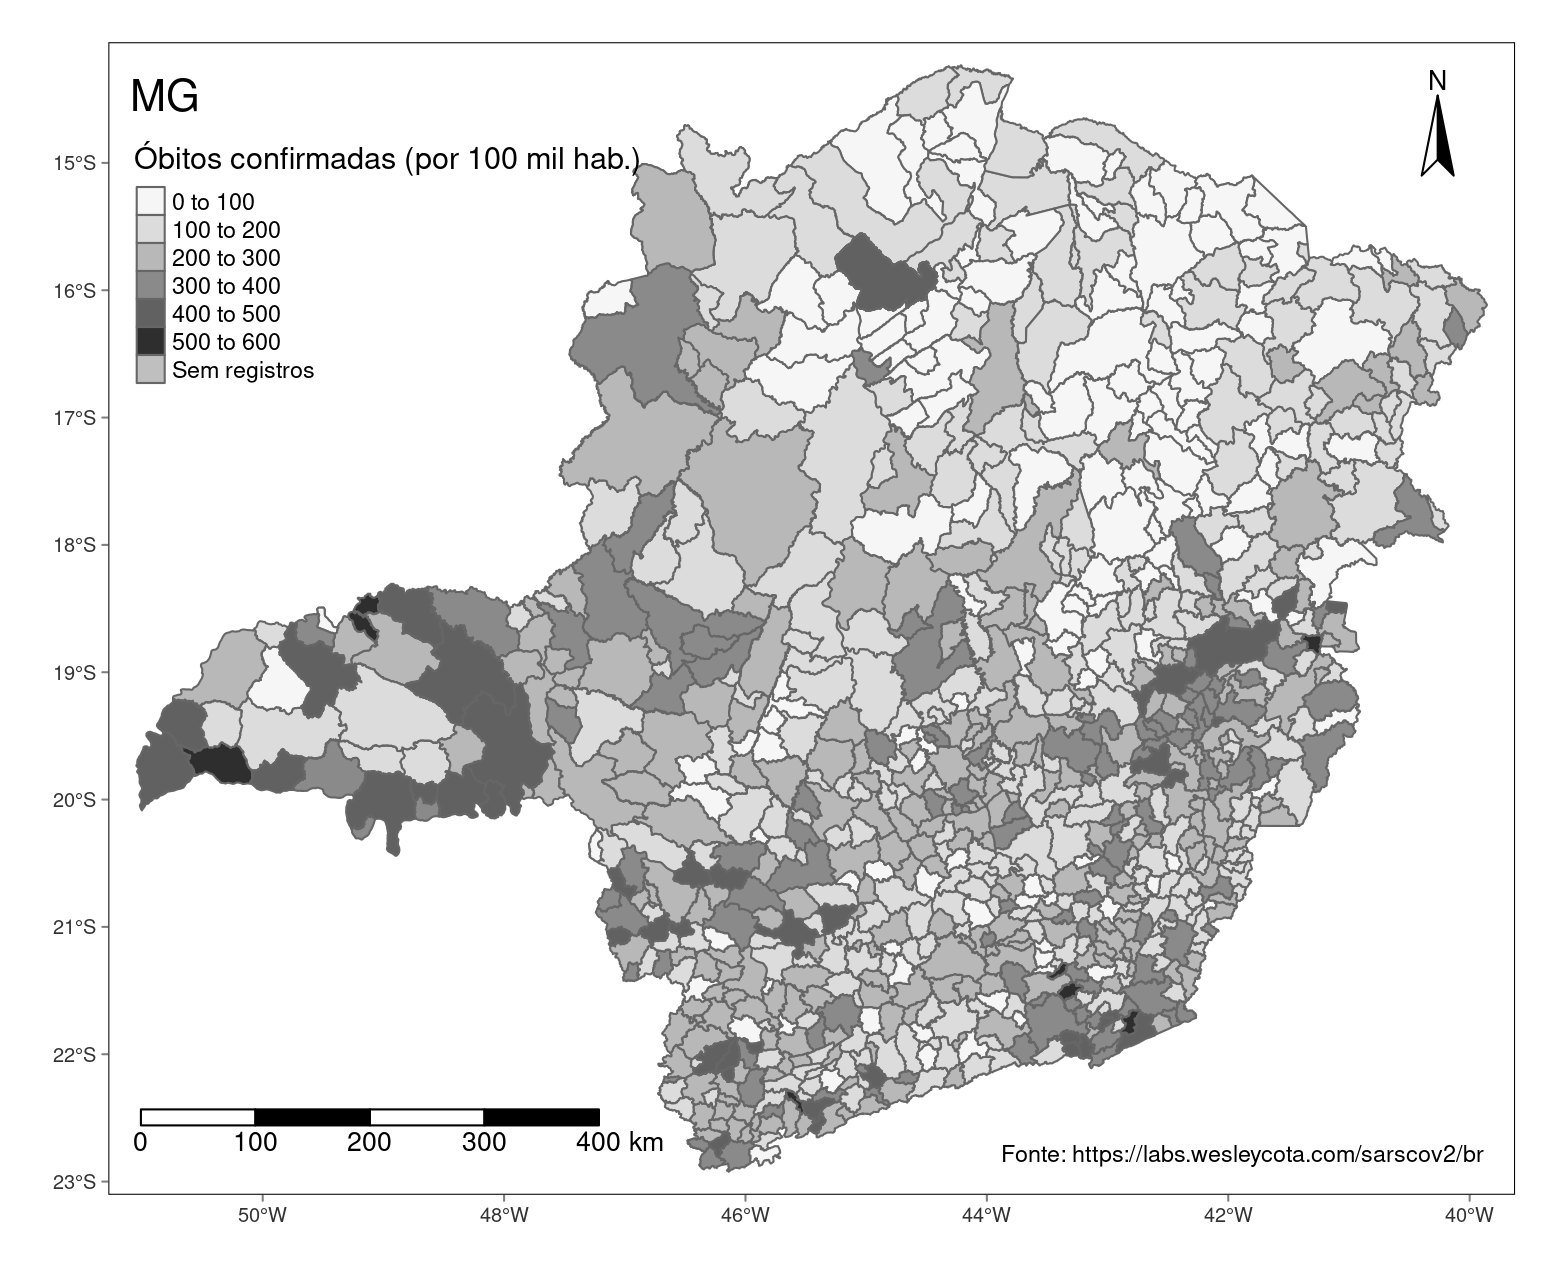 MG
N
Óbitos confirmadas (por 100 mil hab.)
0 to 100
100 to 200
200 to 300
300 to 400
400 to 500
500 to 600
Sem registros
15°S
16°S
17°S
18°S
19°S
20°S
21°S
22°S
23°S
0 100 200 300 400 km
Fonte: https://labs.wesleycota.com/sarscov2/br
50°W 48°W 46°W 44°W 42°W 40°W